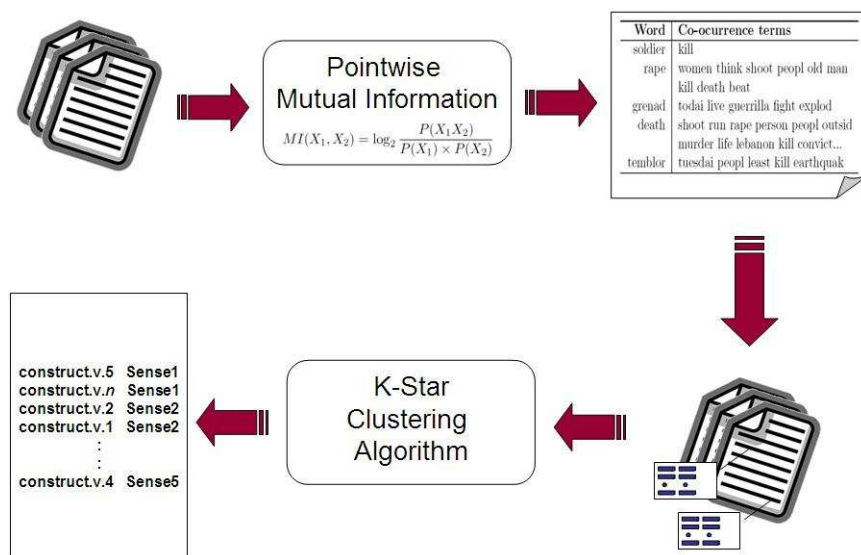 Pointwise
Mutual Information
MI(X₁, X₂) = log₂ P(X₁X₂) / P(X₁) × P(X₂)
Word Co-ocurrence terms
soldier kill
rape women think shoot peopl old man
kill death beat
grenad todai live guerrilla fight explod
death shoot run rape person peopl outsid
murder life lebanon kill convict...
temblor tuesdai peopl least kill earthquak
construct.v.5 Sense1
construct.v.n Sense1
construct.v.2 Sense2
construct.v.1 Sense2
⋮
construct.v.4 Sense5
K-Star
Clustering
Algorithm